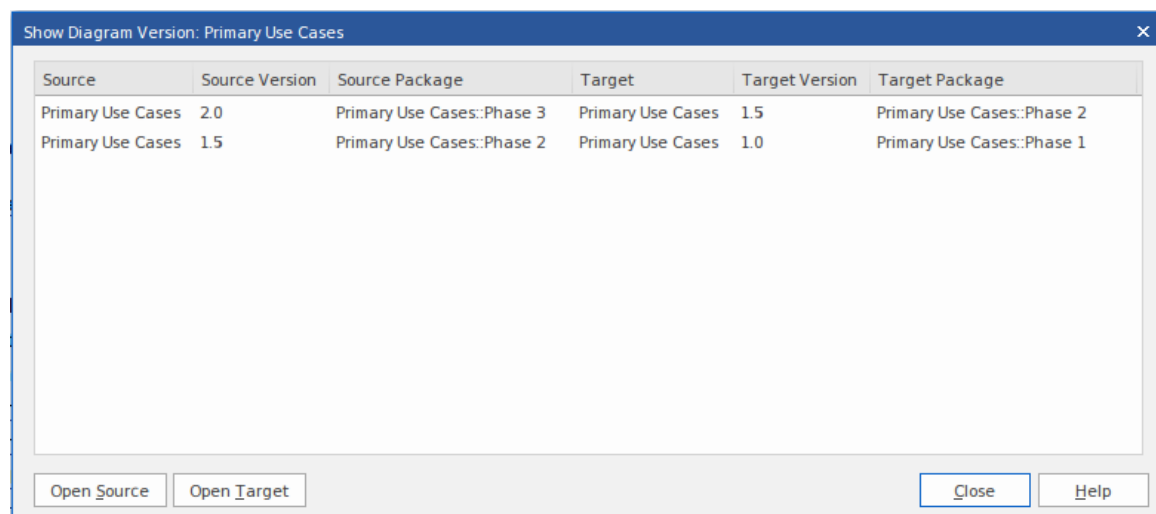 Show Diagram Version: Primary Use Cases
Source Source Version Source Package Target Target Version Target Package
Primary Use Cases 2.0 Primary Use Cases::Phase 3 Primary Use Cases 1.5 Primary Use Cases::Phase 2
Primary Use Cases 1.5 Primary Use Cases::Phase 2 Primary Use Cases 1.0 Primary Use Cases::Phase 1
Open Source Open Target Close Help